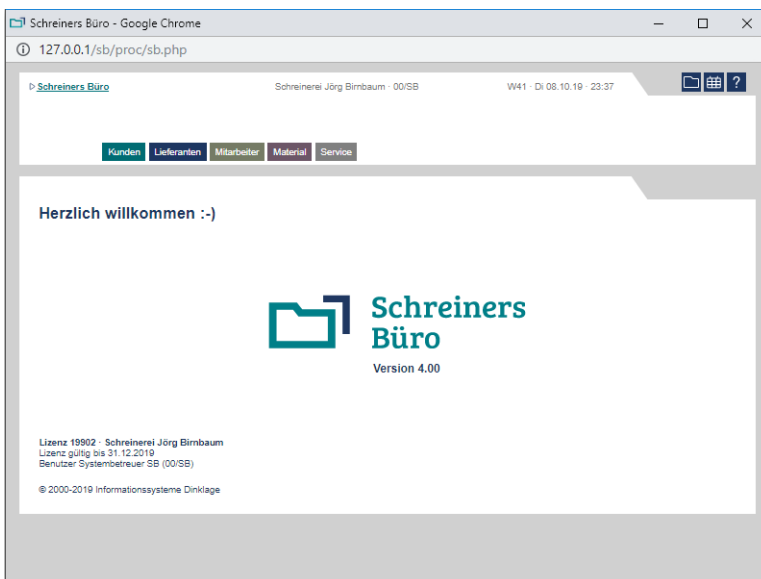 Schreiners Büro - Google Chrome
127.0.0.1/sb/proc/sb.php
Schreiners Büro Schreinerei Jörg Birnbaum · 00/SB W41 · Di 08.10.19 · 23:37 ?
Kunden Lieferanten Mitarbeiter Material Service
Herzlich willkommen :-)
Schreiners
Büro
Version 4.00
Lizenz 19902 · Schreinerei Jörg Birnbaum
Lizenz gültig bis 31.12.2019
Benutzer Systembetreuer SB (00/SB)
© 2000-2019 Informationssysteme Dinklage